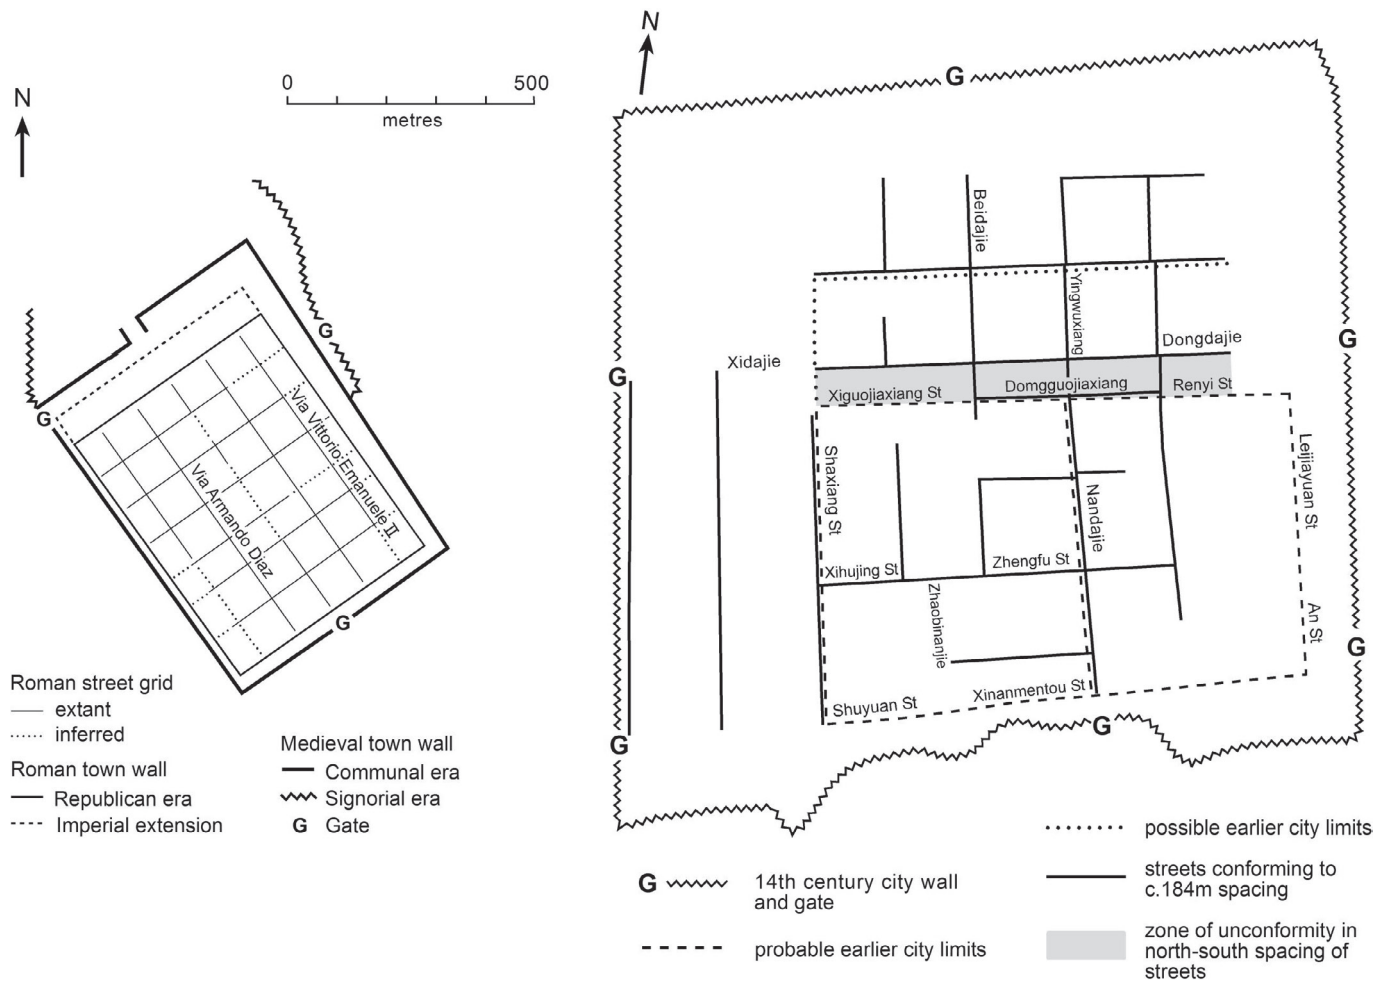 N
0
500
metres
Via Vittorio Emanuele II
Via Armando Diaz
G
G
G
Roman street grid
extant
inferred
Roman town wall
Republican era
Imperial extension
Medieval town wall
Communal era
Signorial era
G Gate
N
G
G
G
G
G
G
Beidajie
Yingwuxiang
Dongdajie
Xidajie
Xiguojiaxiang St
Domgguojiaxiang
Renyi St
Shaxiang St
Nandajie
Leijiayuan St
Xihujing St
Zhengfu St
Zhaobinanjie
An St
Shuyuan St
Xinanmentou St
G 14th century city wall
and gate
probable earlier city limits
possible earlier city limits
streets conforming to
c.184m spacing
zone of unconformity in
north-south spacing of
streets